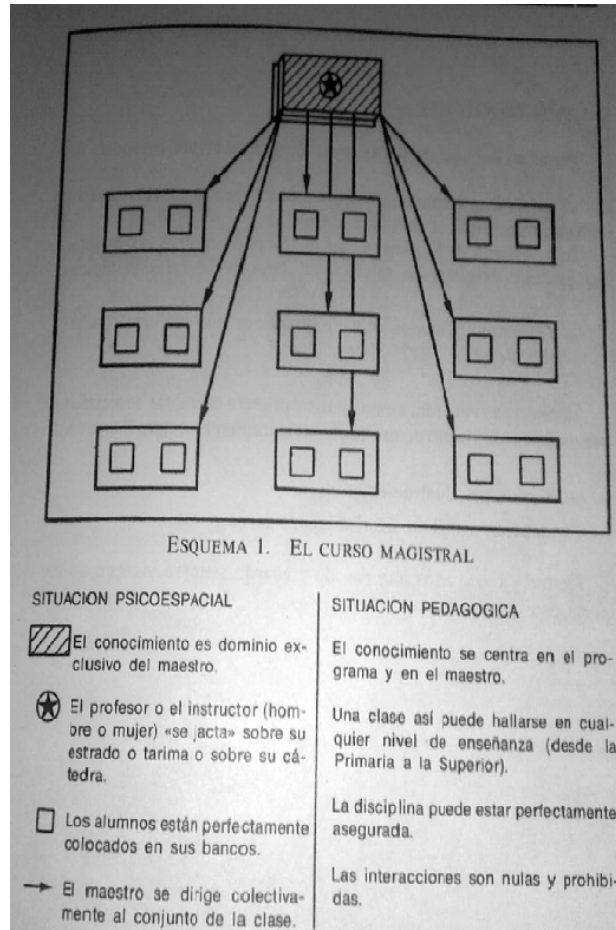 ESQUEMA 1. EL CURSO MAGISTRAL
SITUACION PSICOESPACIAL
El conocimiento es dominio ex-
clusivo del maestro.
El profesor o el instructor (hom-
bre o mujer) «se jacta» sobre su
estrado o tarima o sobre su cá-
tedra.
Los alumnos están perfectamente
colocados en sus bancos.
El maestro se dirige colectiva-
mente al conjunto de la clase.
SITUACION PEDAGOGICA
El conocimiento se centra en el pro-
grama y en el maestro.
Una clase así puede hallarse en cual-
quier nivel de enseñanza (desde la
Primaria a la Superior).
La disciplina puede estar perfectamente
asegurada.
Las interacciones son nulas y prohibi-
das.